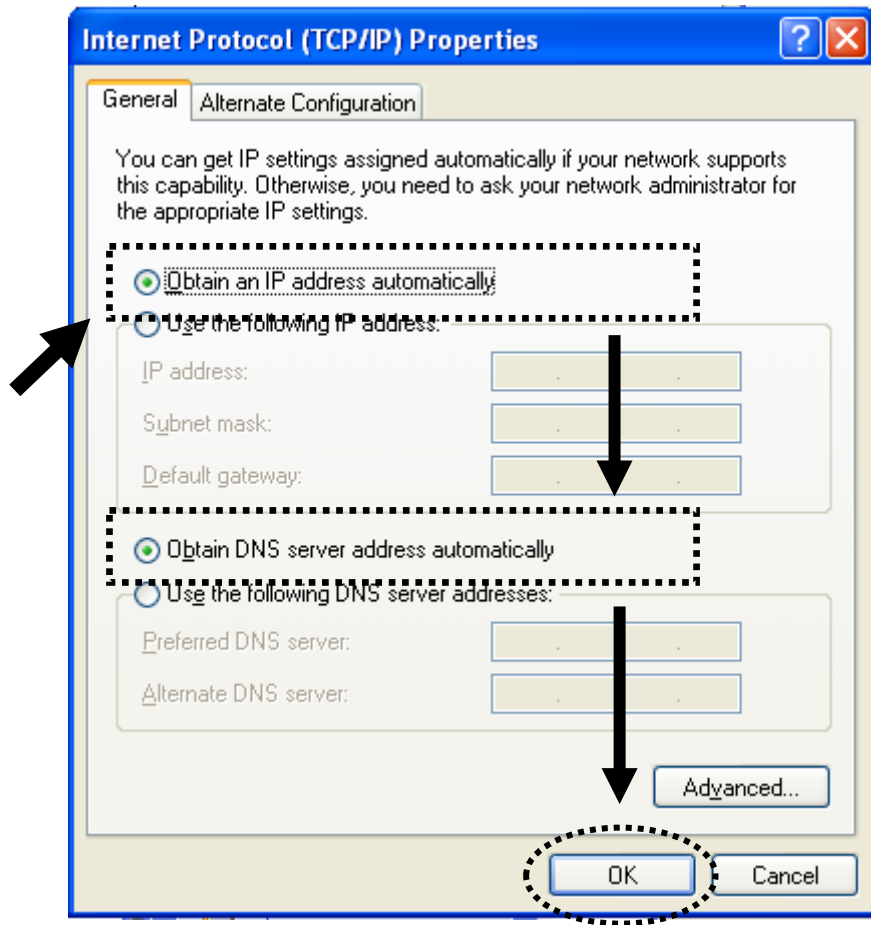 Internet Protocol (TCP/IP) Properties
General
Alternate Configuration
You can get IP settings assigned automatically if your network supports
this capability. Otherwise, you need to ask your network administrator for
the appropriate IP settings.
Obtain an IP address automatically
Use the following IP address:
IP address:
Subnet mask:
Default gateway:
Obtain DNS server address automatically
Use the following DNS server addresses:
Preferred DNS server:
Alternate DNS server:
Advanced...
OK
Cancel